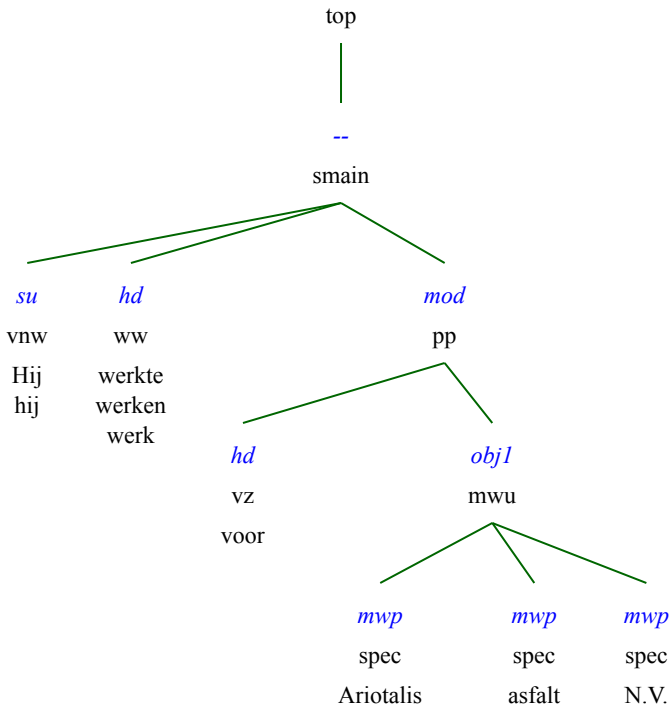 top
--
smain
su hd mod
vnw ww pp
Hij werkte
hij werken
werk
hd obj1
vz mwu
voor
mwp mwp mwp
spec spec spec
Ariotalis asfalt N.V.